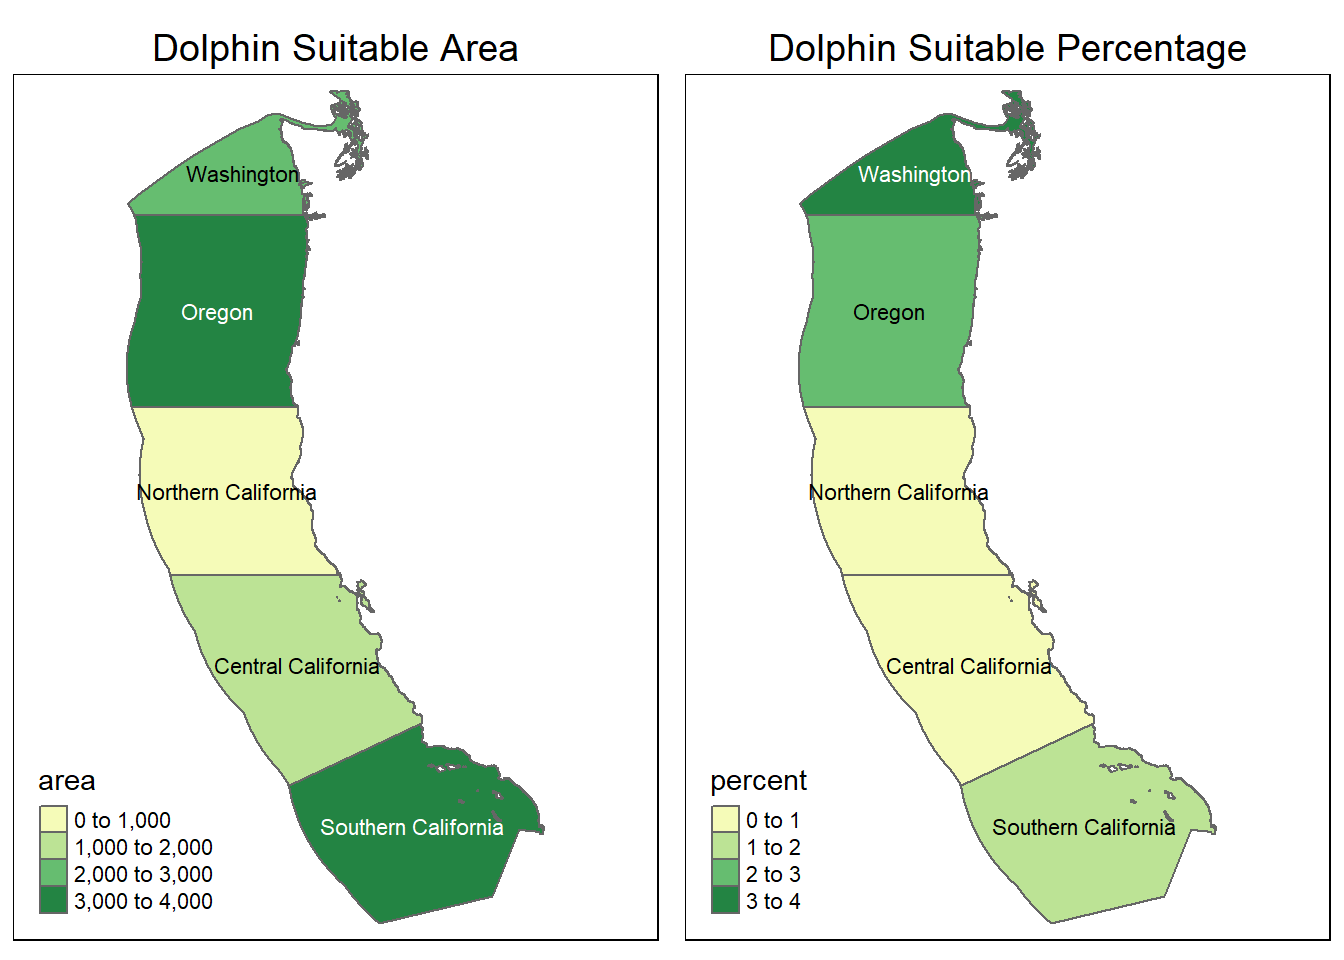 Dolphin Suitable Area
Washington
Oregon
Northern California
Central California
Southern California
area
0 to 1,000
1,000 to 2,000
2,000 to 3,000
3,000 to 4,000
Dolphin Suitable Percentage
Washington
Oregon
Northern California
Central California
Southern California
percent
0 to 1
1 to 2
2 to 3
3 to 4